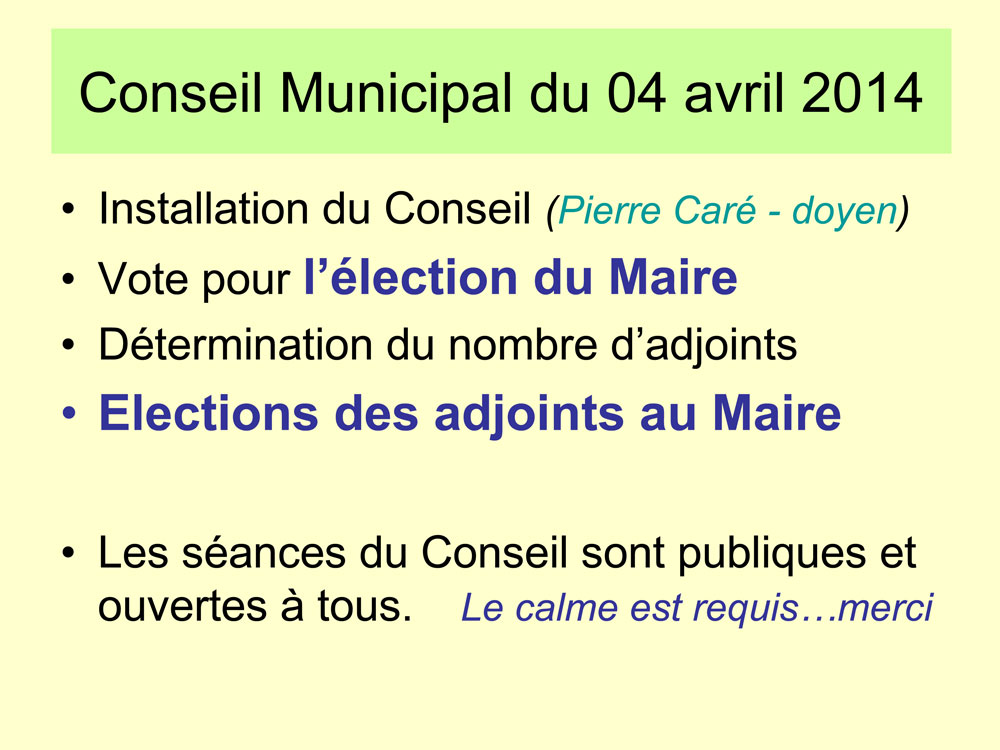 Conseil Municipal du 04 avril 2014
• Installation du Conseil (Pierre Caré - doyen)
• Vote pour l’élection du Maire
• Détermination du nombre d’adjoints
• Elections des adjoints au Maire
• Les séances du Conseil sont publiques et
ouvertes à tous. Le calme est requis…merci